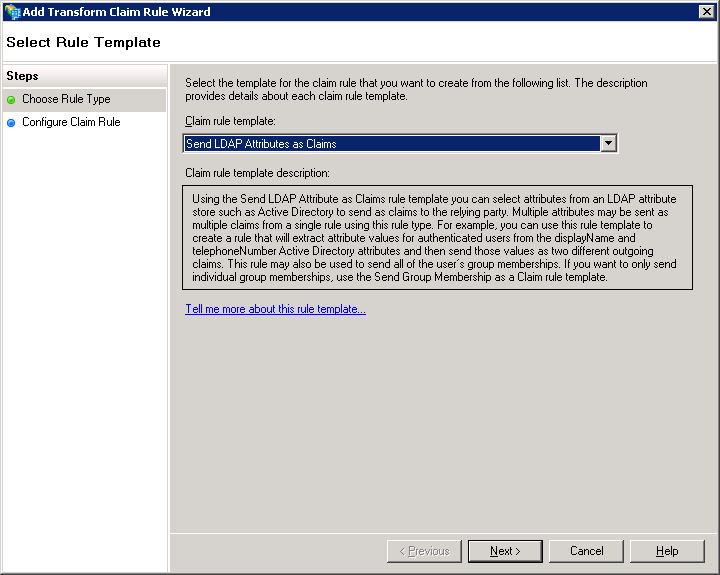 Add Transform Claim Rule Wizard
Select Rule Template
Steps
Choose Rule Type
Configure Claim Rule
Select the template for the claim rule that you want to create from the following list. The description
provides details about each claim rule template.
Claim rule template:
Send LDAP Attributes as Claims
Claim rule template description:
Using the Send LDAP Attribute as Claims rule template you can select attributes from an LDAP attribute
store such as Active Directory to send as claims to the relying party. Multiple attributes may be sent as
multiple claims from a single rule using this rule type. For example, you can use this rule template to
create a rule that will extract attribute values for authenticated users from the displayName and
telephoneNumber Active Directory attributes and then send those values as two different outgoing
claims. This rule may also be used to send all of the user's group memberships. If you want to only send
individual group memberships, use the Send Group Membership as a Claim rule template.
Tell me more about this rule template...
< Previous
Next >
Cancel
Help